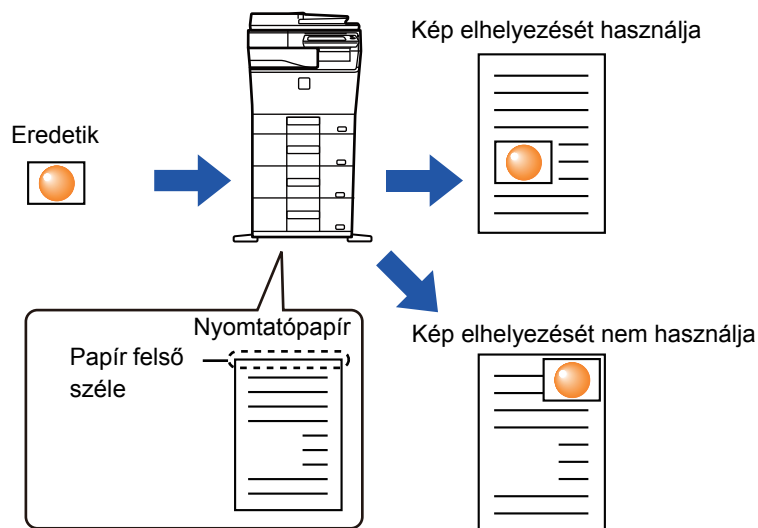 Kép elhelyezését használja
Eredetik
Nyomtatópapír
Papír felső
széle
Kép elhelyezését nem használja